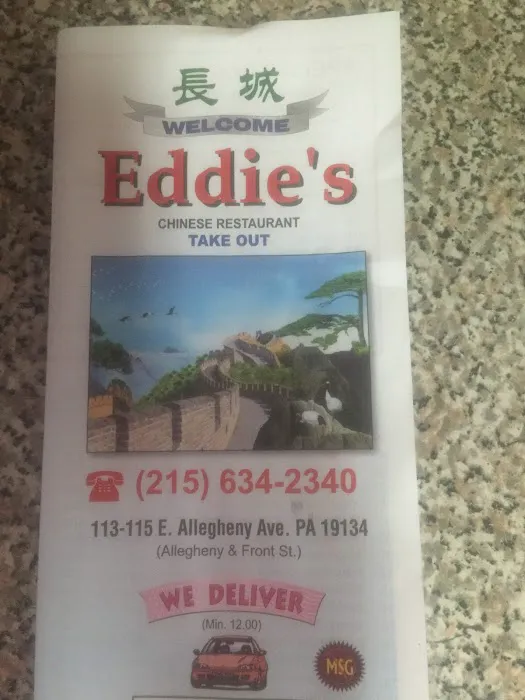 長城
WELCOME
Eddie's
CHINESE RESTAURANT
TAKE OUT
(215) 634-2340
113-115 E. Allegheny Ave. PA 19134
(Allegheny & Front St.)
WE DELIVER
(Min. 12.00)
MSG